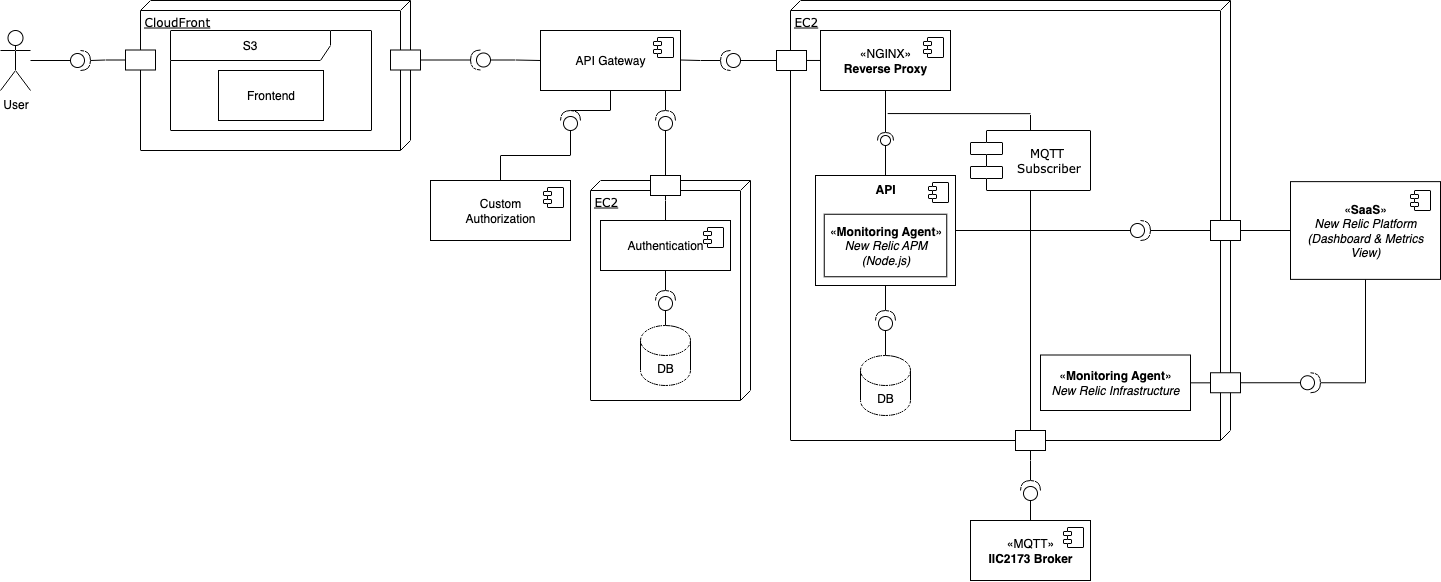 User
CloudFront
S3
Frontend
API Gateway
Custom
Authorization
EC2
Authentication
DB
EC2
«NGINX»
Reverse Proxy
MQTT
Subscriber
API
«Monitoring Agent»
New Relic APM
(Node.js)
DB
«Monitoring Agent»
New Relic Infrastructure
«SaaS»
New Relic Platform
(Dashboard & Metrics
View)
«MQTT»
IIC2173 Broker